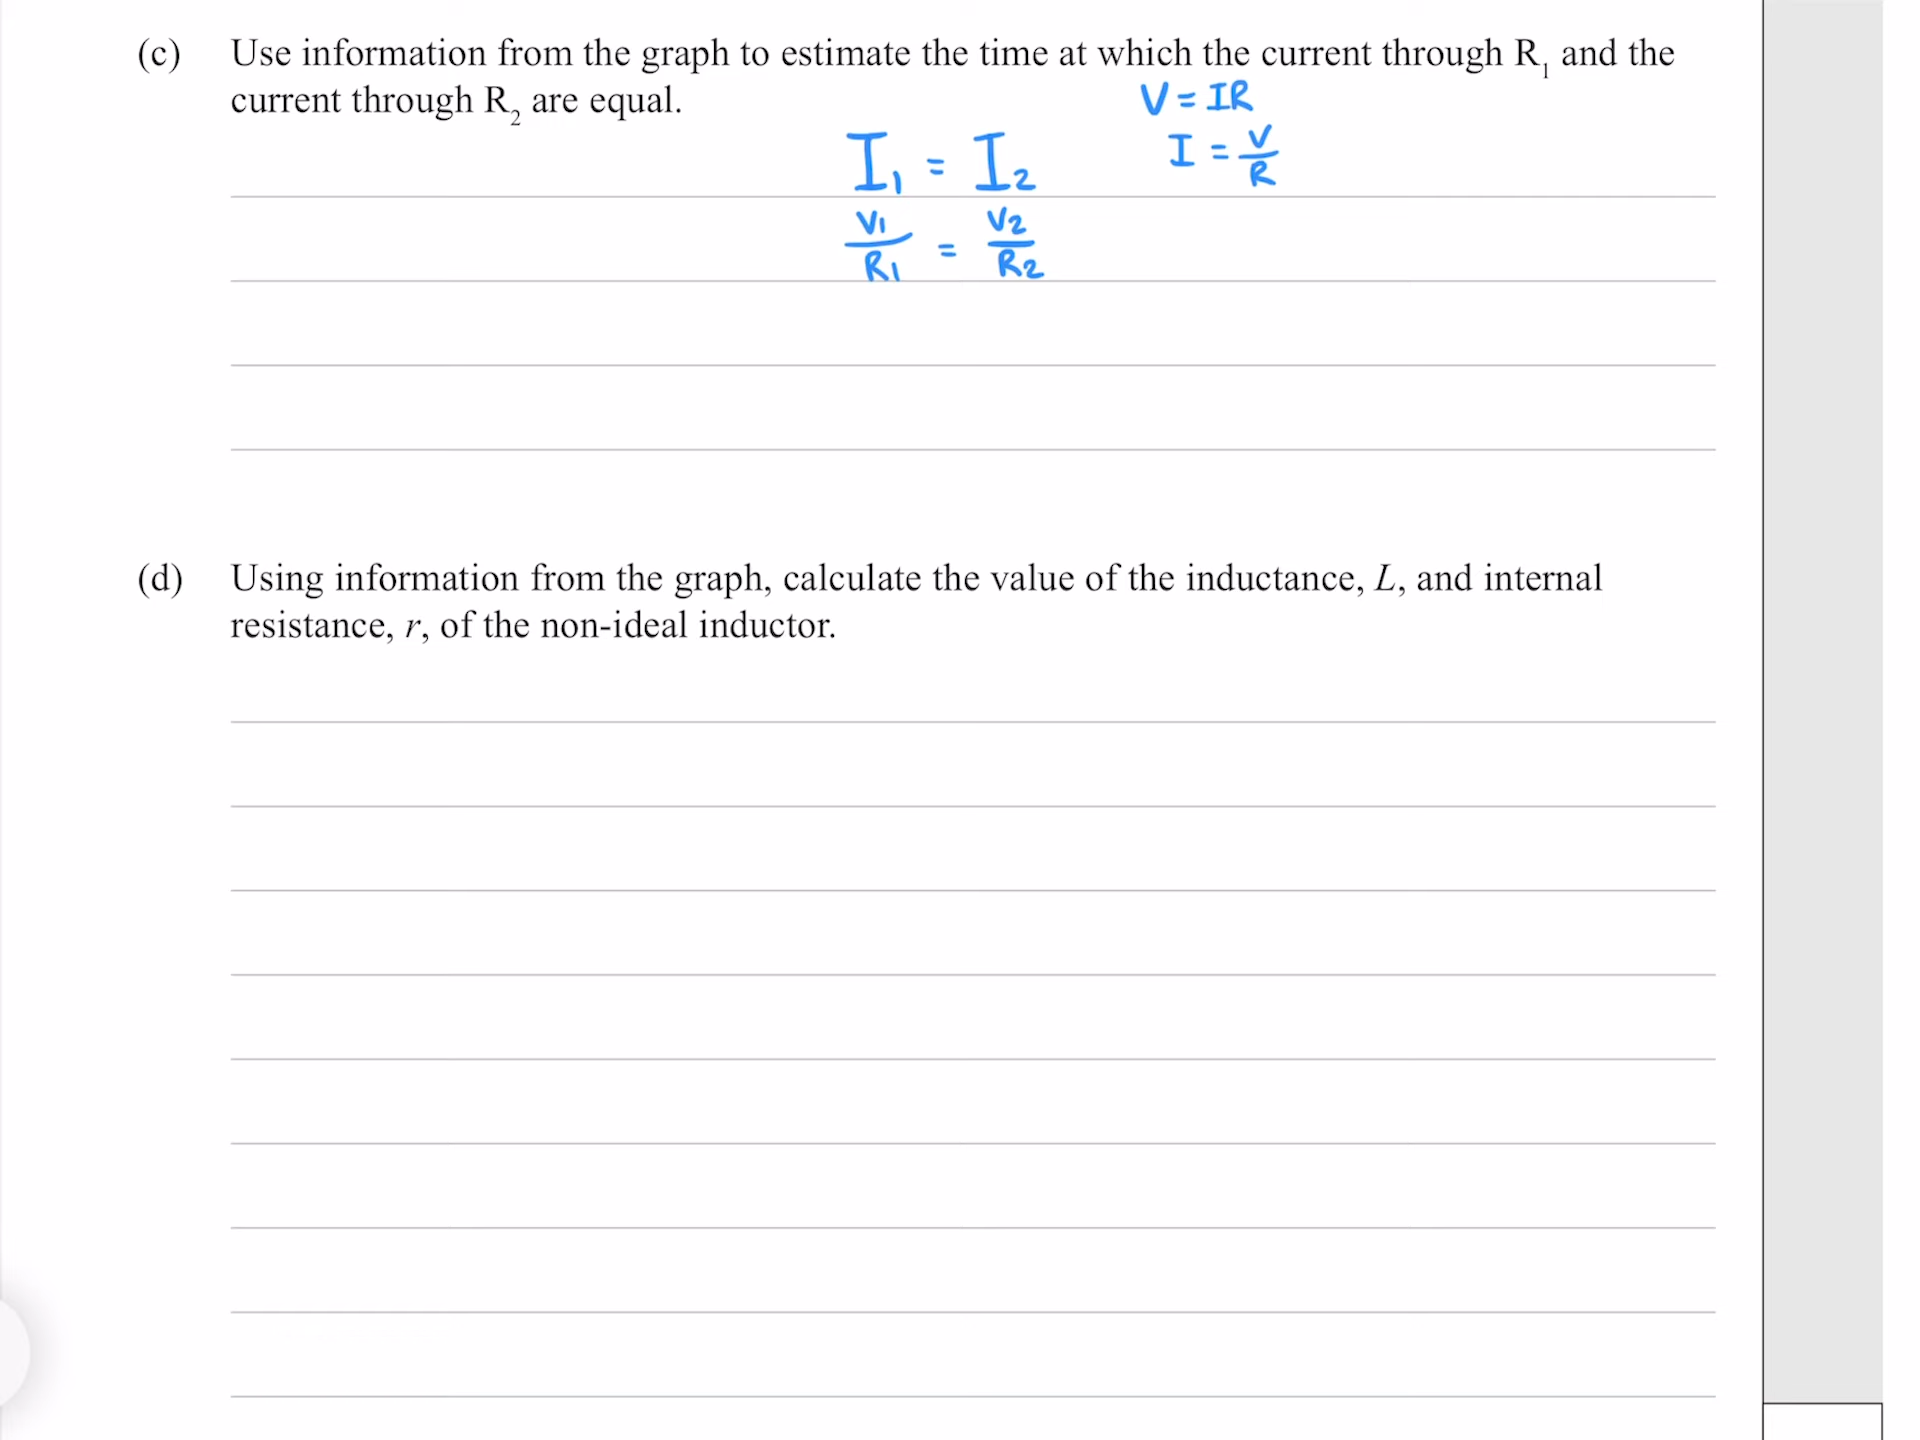 (c) Use information from the graph to estimate the time at which the current through R₁ and the
current through R₂ are equal.
V = IR
I = V/R
I₁ = I₂
V₁/R₁ = V₂/R₂
(d) Using information from the graph, calculate the value of the inductance, L, and internal
resistance, r, of the non-ideal inductor.